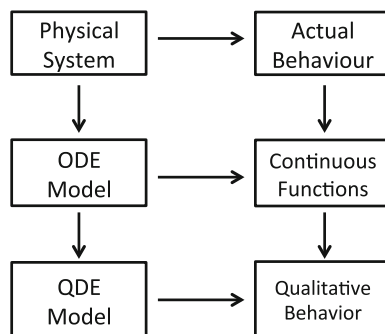 Physical
System
Actual
Behaviour
ODE
Model
Continuous
Functions
QDE
Model
Qualitative
Behavior